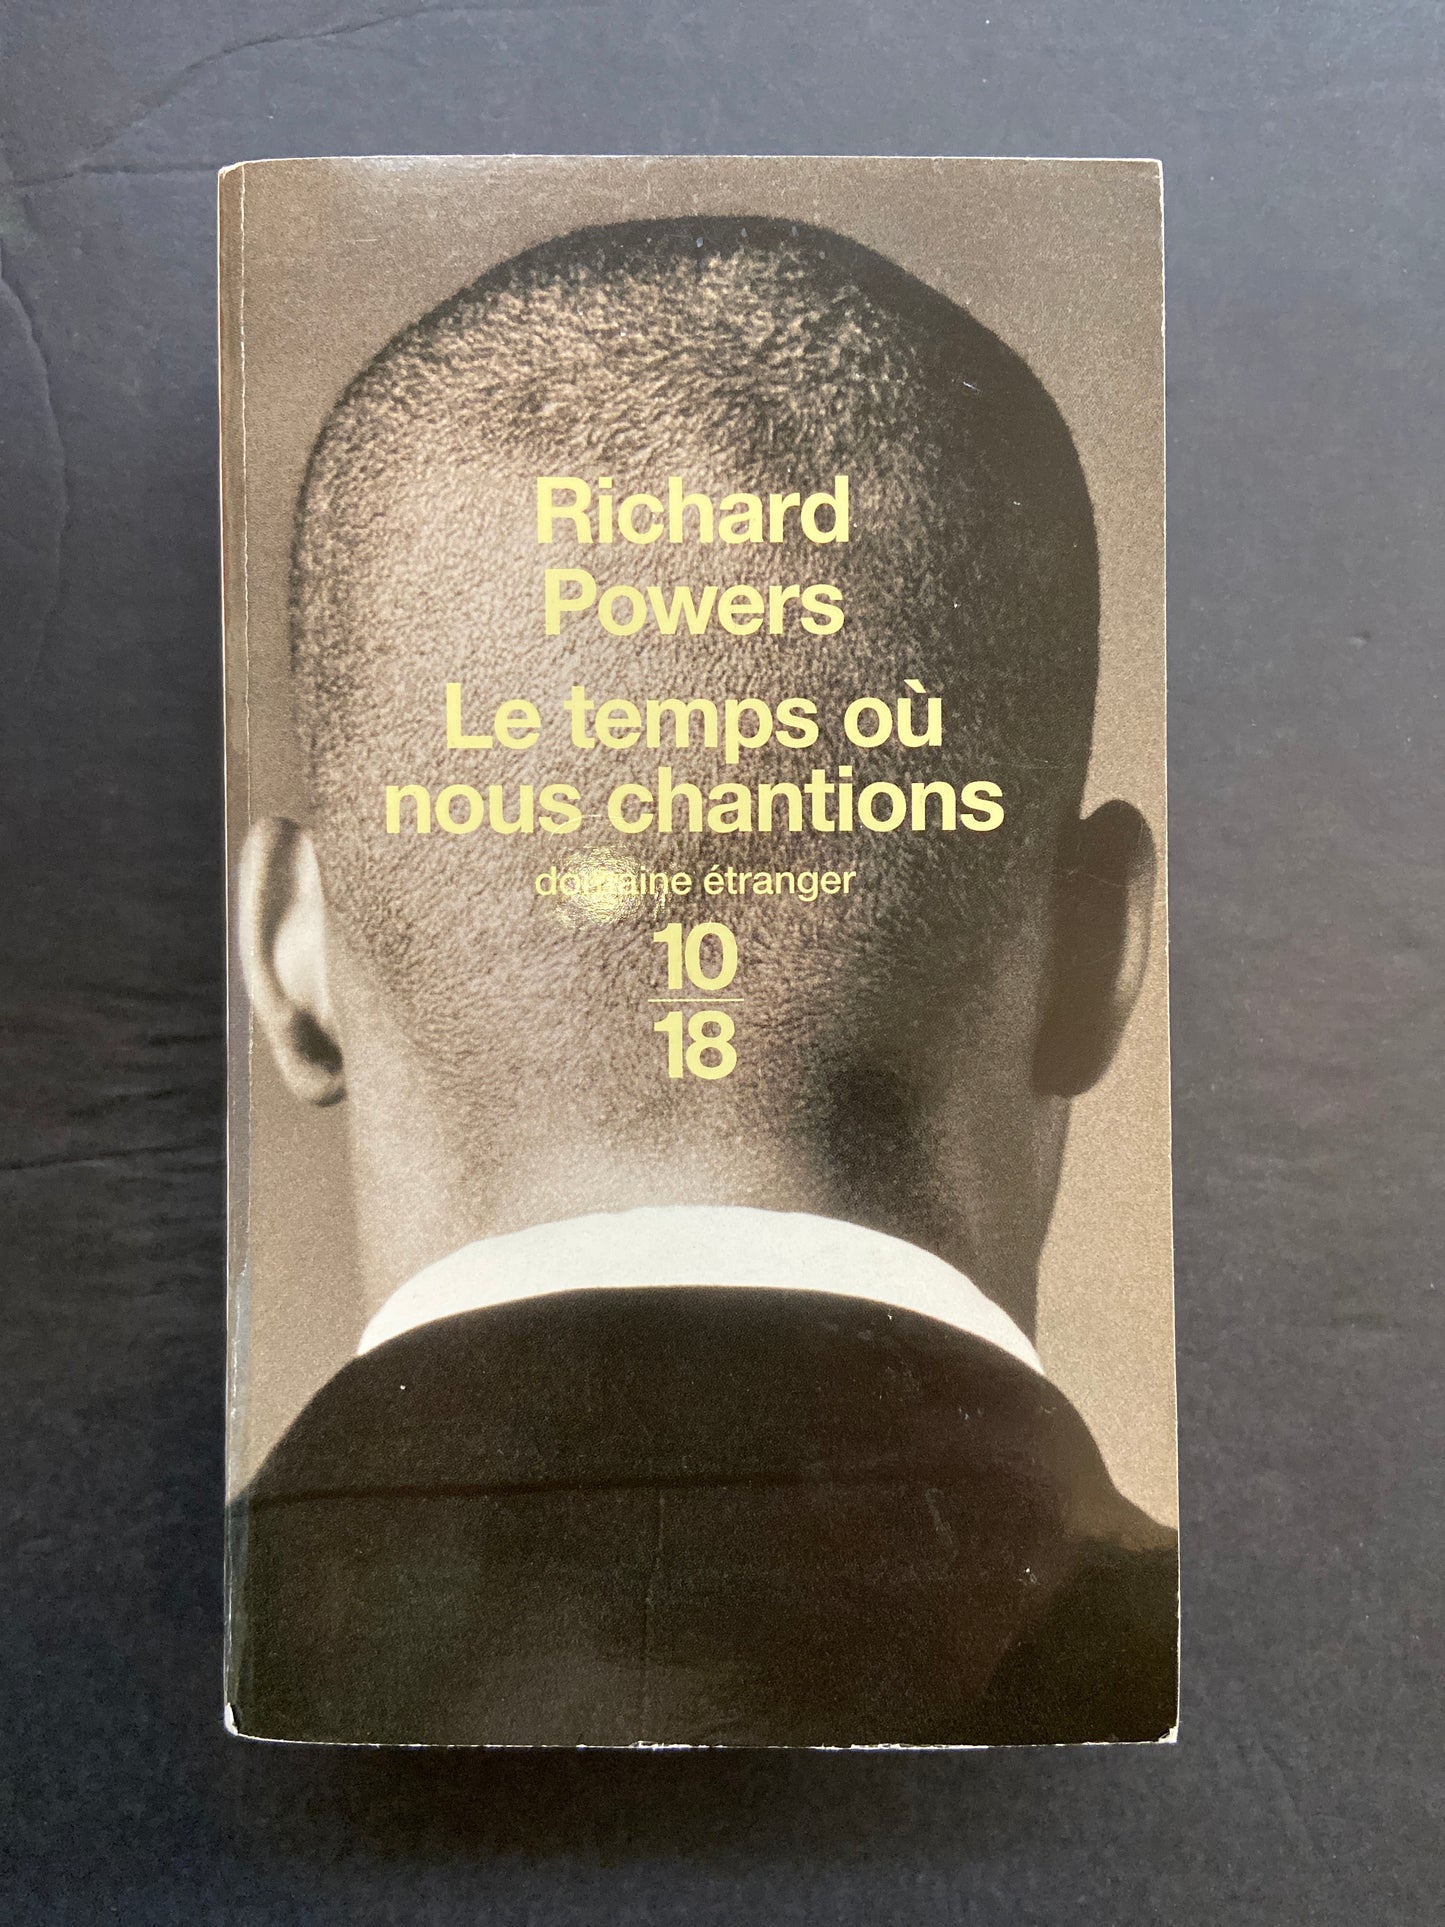 Richard
Powers
Le temps où
nous chantions
domaine étranger
10
18